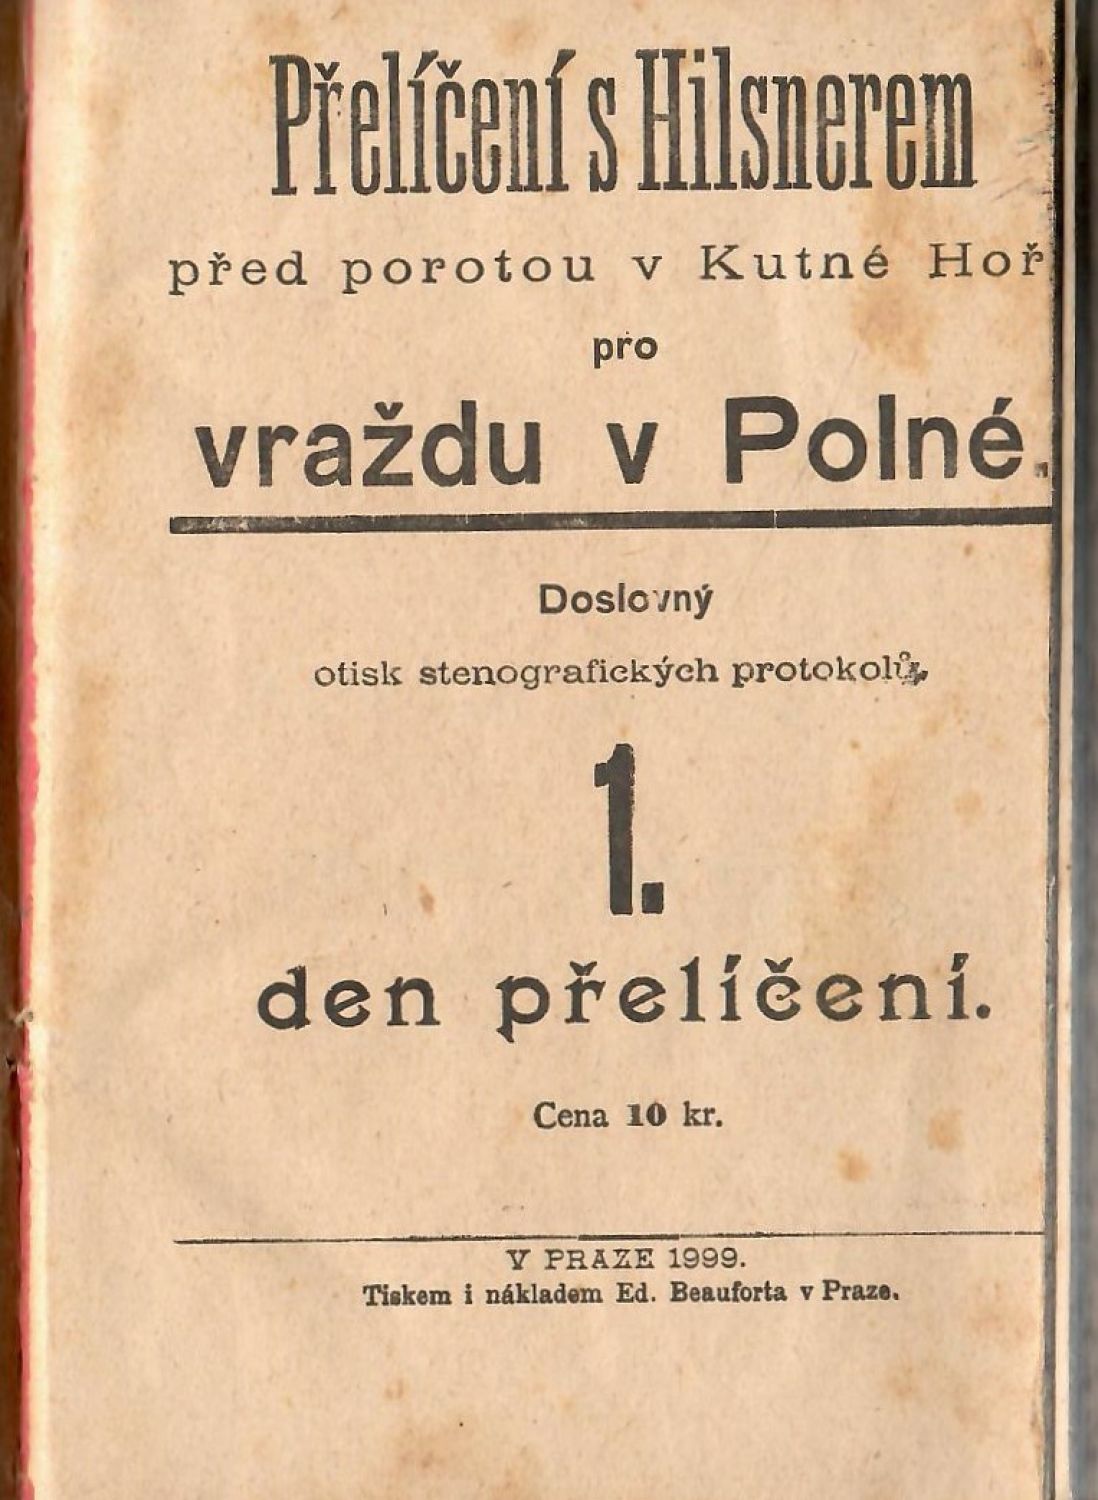 Přelíčení s Hilsnerem
před porotou v Kutné Hoř
pro
vraždu v Polné.
Doslovný
otisk stenografických protokolů.
1.
den přelíčení.
Cena 10 kr.
V PRAZE 1999.
Tiskem i nákladem Ed. Beauforta v Praze.